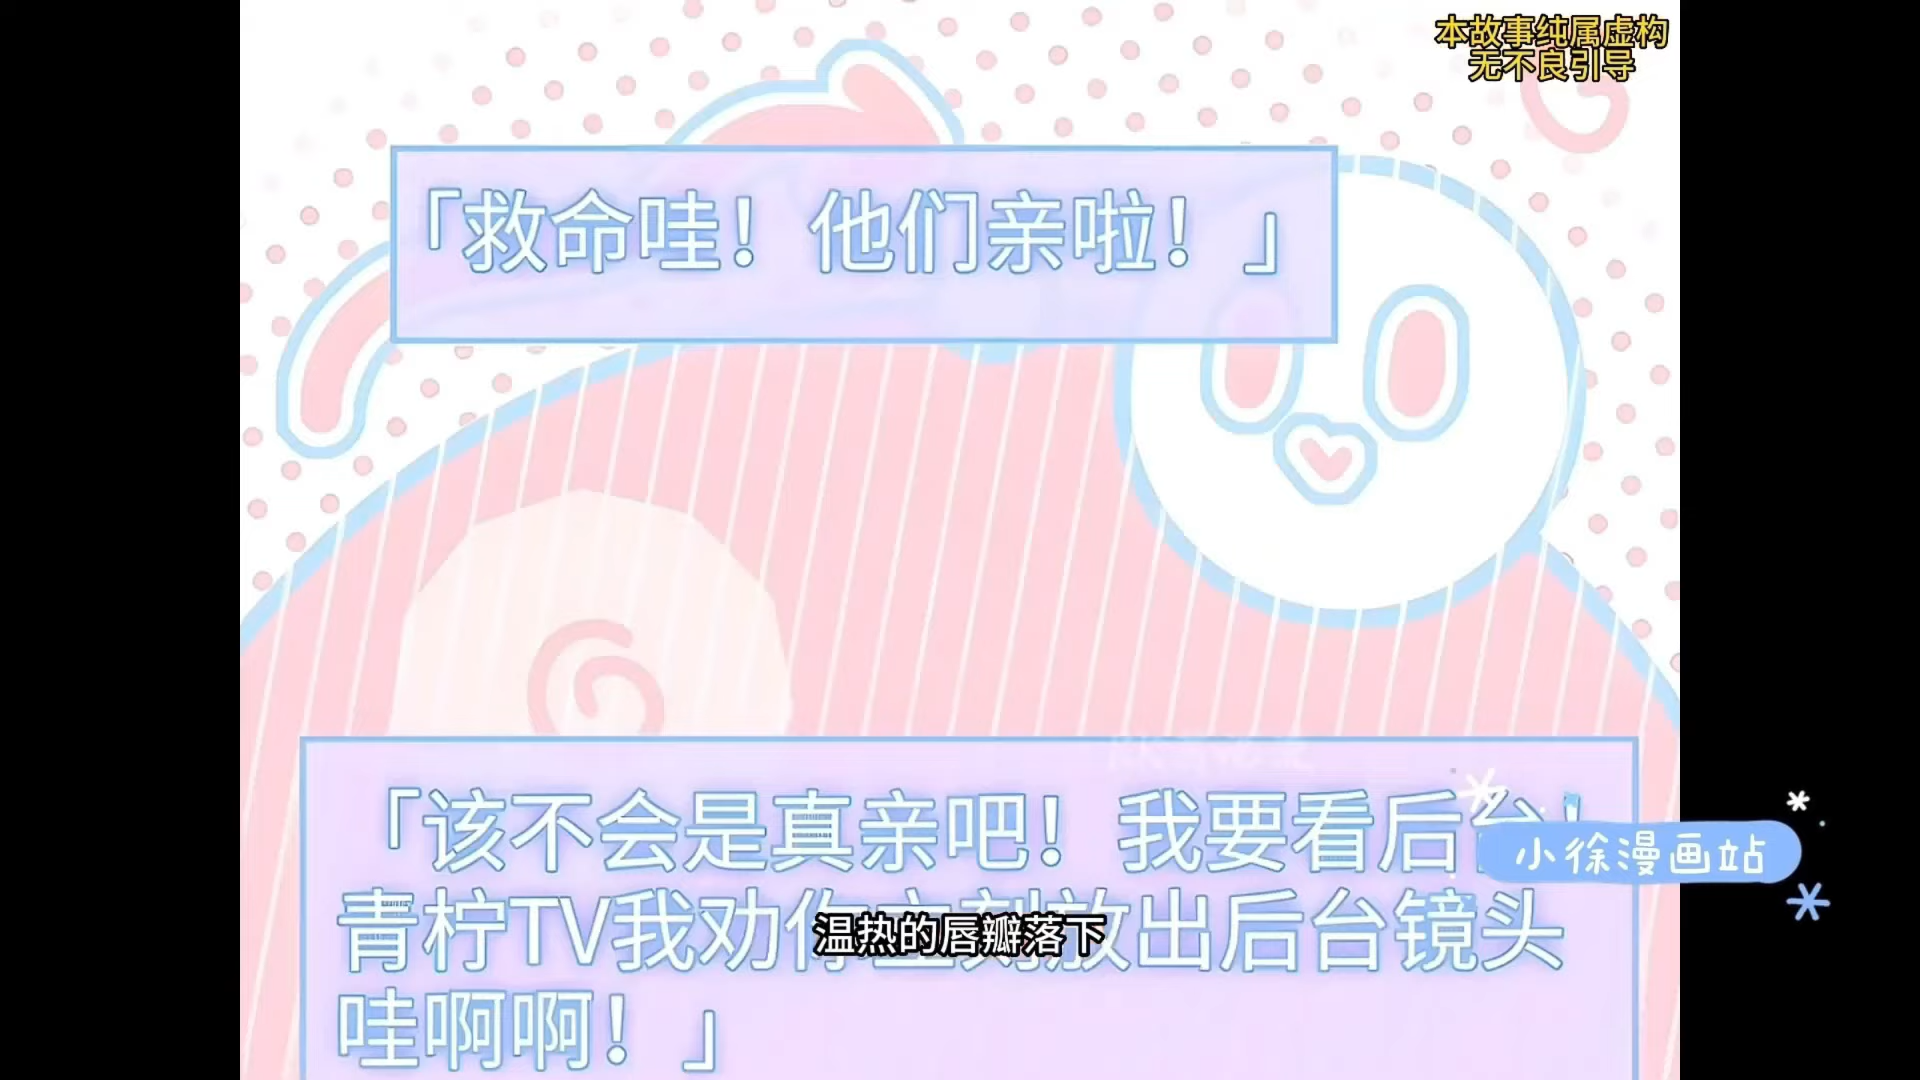 本故事纯属虚构
无不良引导
「救命哇！他们亲啦！」
「该不会是真亲吧！我要看后台！
小徐漫画站
青柠TV我劝你立刻放出后台镜头
温热的唇瓣落下
哇啊啊！」